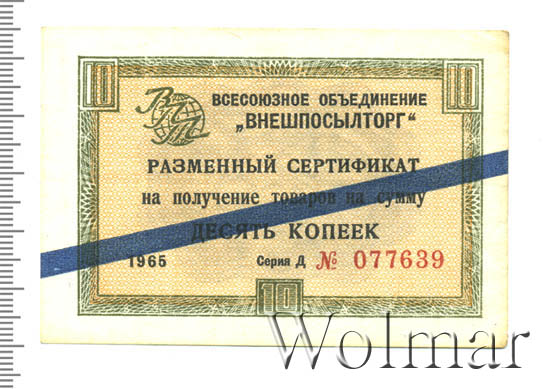 10 10
ВПТ
ВСЕСОЮЗНОЕ ОБЪЕДИНЕНИЕ
„ВНЕШПОСЫЛТОРГ“
РАЗМЕННЫЙ СЕРТИФИКАТ
на получение товаров на сумму
ДЕСЯТЬ КОПЕЕК
1965 Серия Д № 077639
10
Wolmar